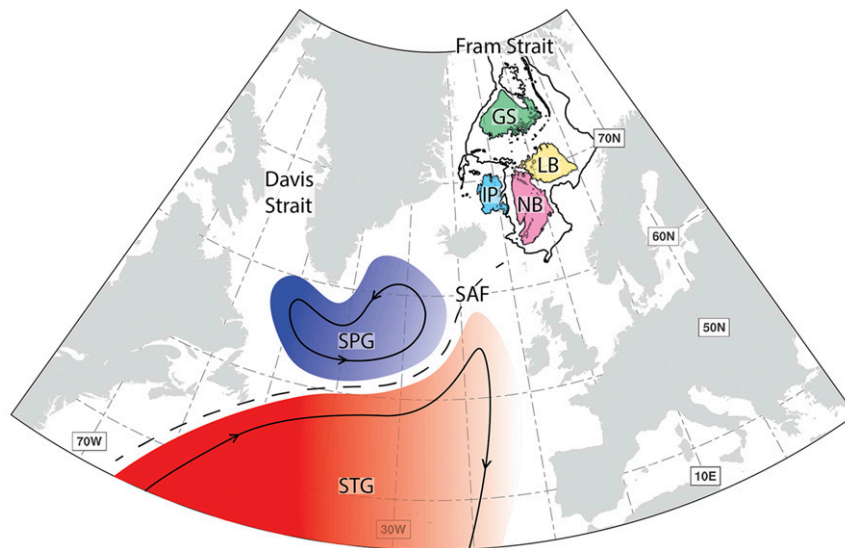 Fram Strait
GS
70N
LB
Davis
Strait
IP
NB
60N
SAF
SPG
50N
70W
10E
STG
30W